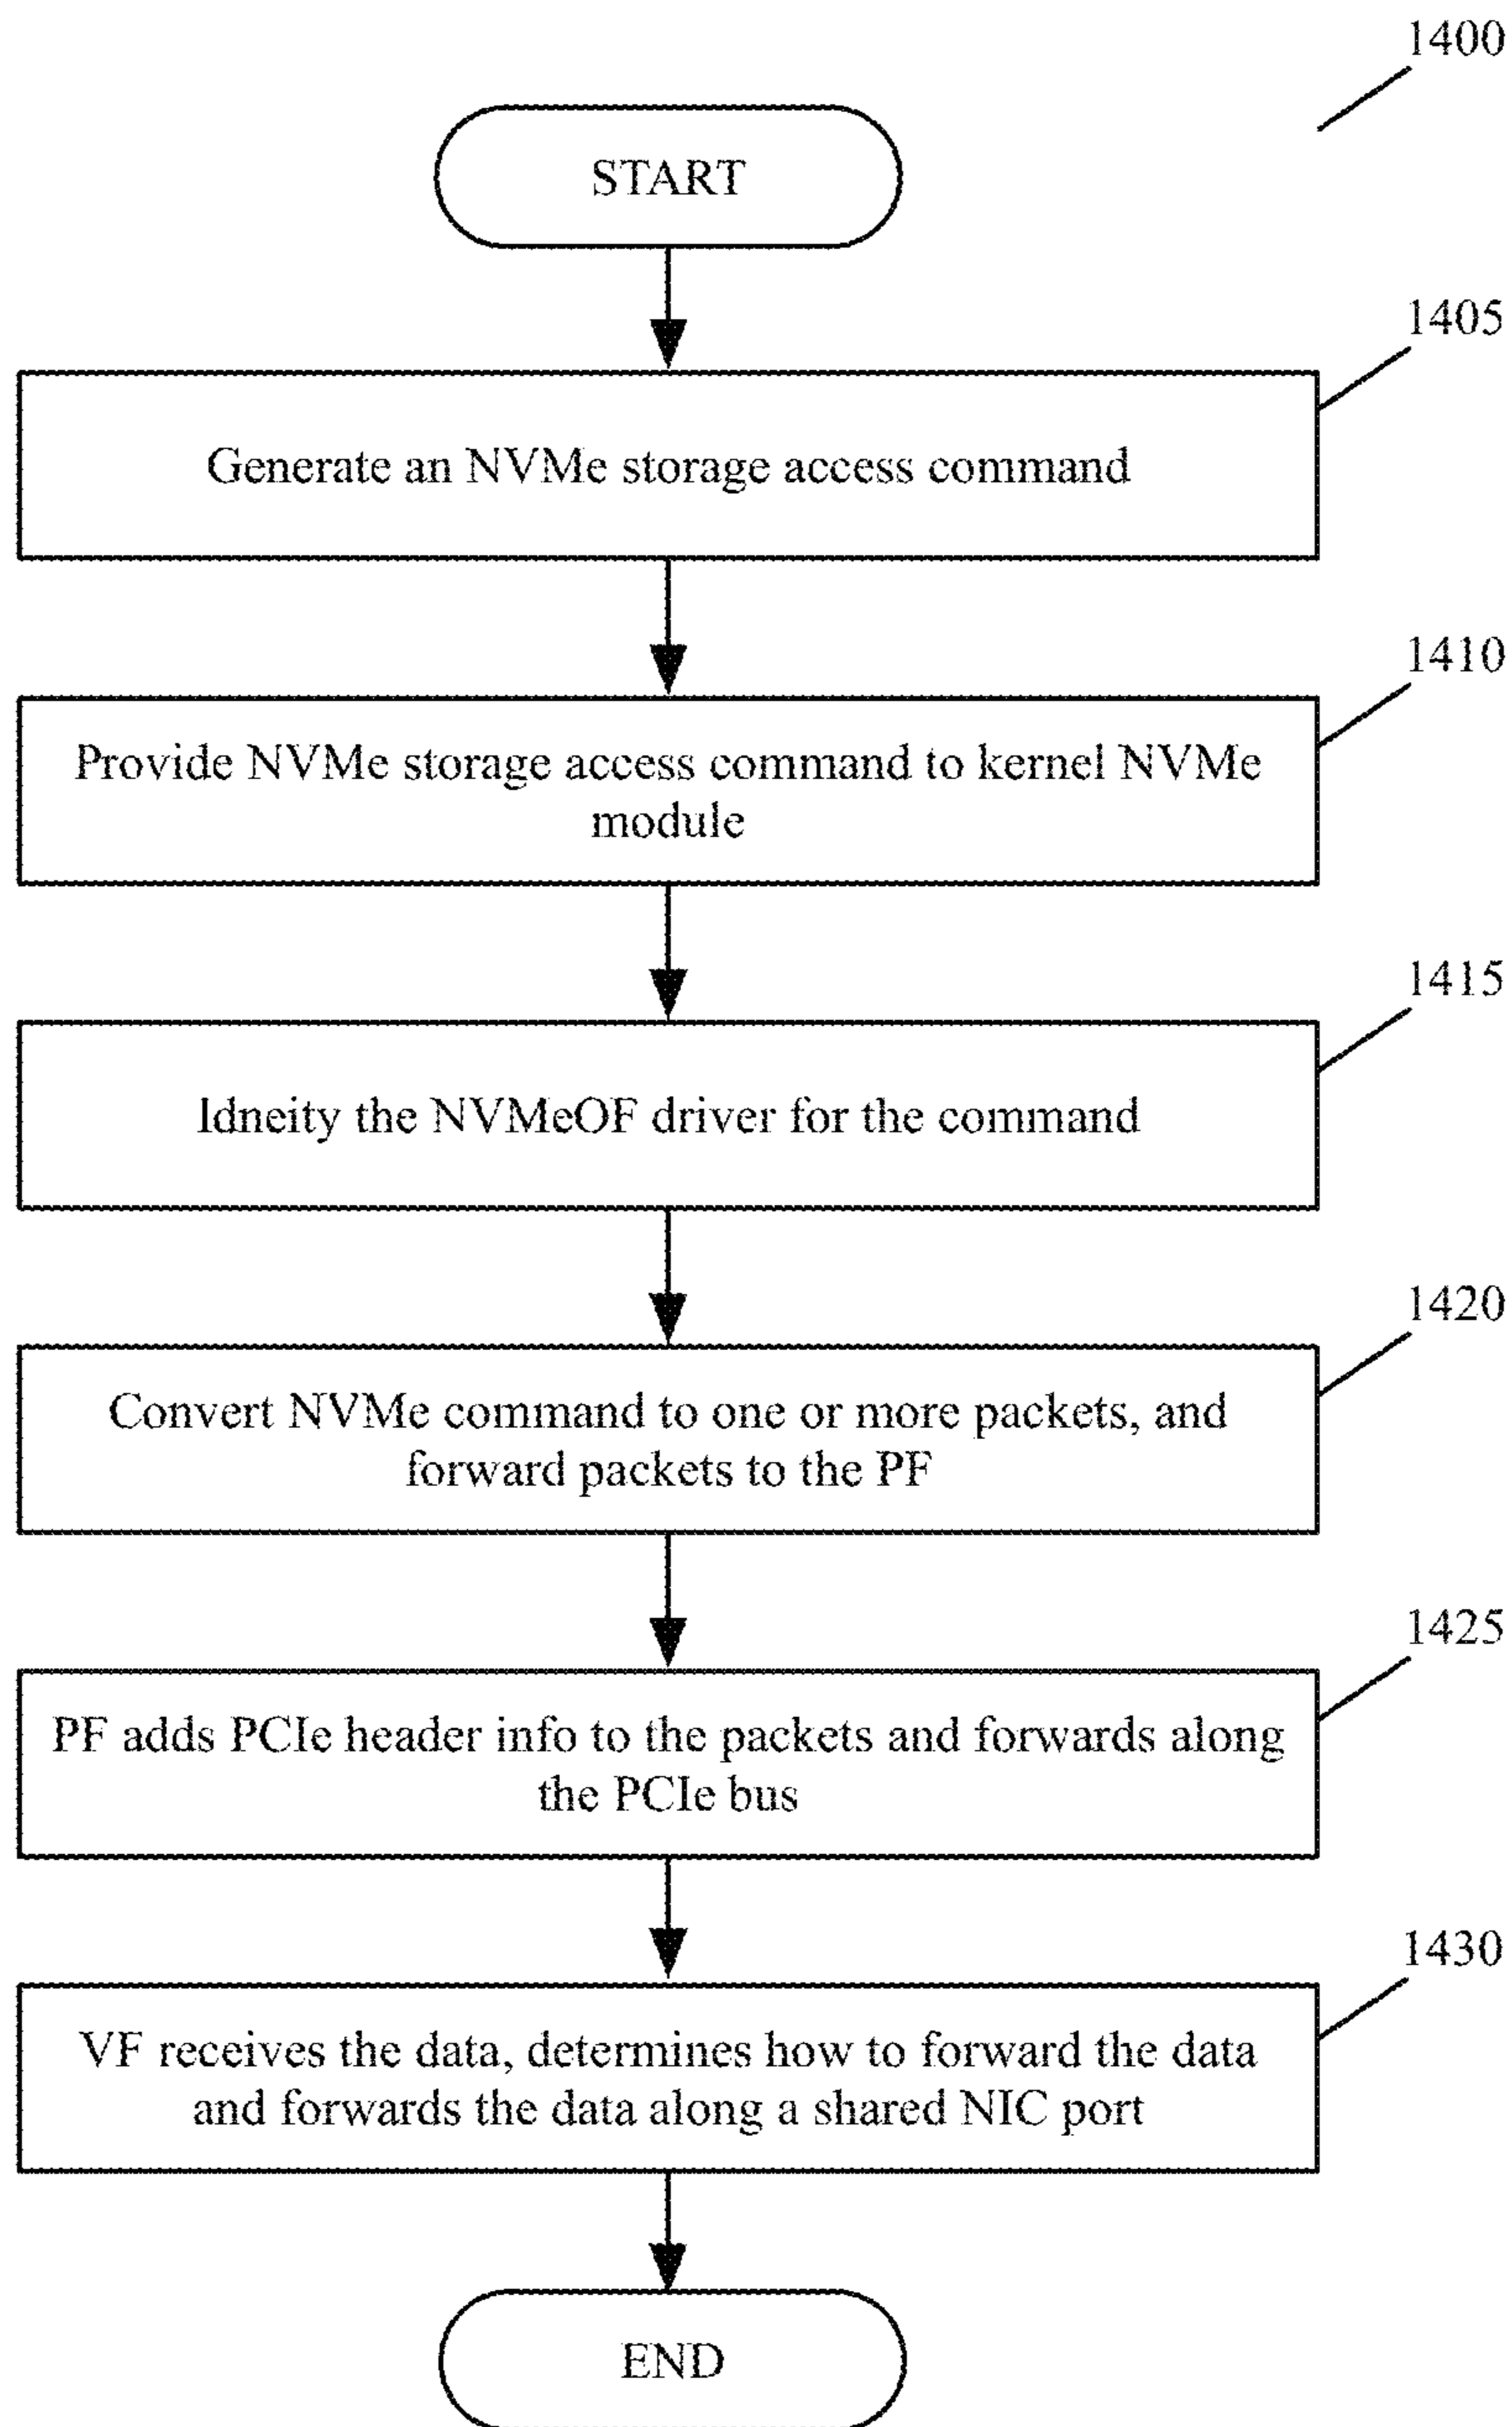 1400
START
1405
Generate an NVMe storage access command
1410
Provide NVMe storage access command to kernel NVMe
module
1415
Idneity the NVMeOF driver for the command
1420
Convert NVMe command to one or more packets, and
forward packets to the PF
1425
PF adds PCIe header info to the packets and forwards along
the PCIe bus
1430
VF receives the data, determines how to forward the data
and forwards the data along a shared NIC port
END